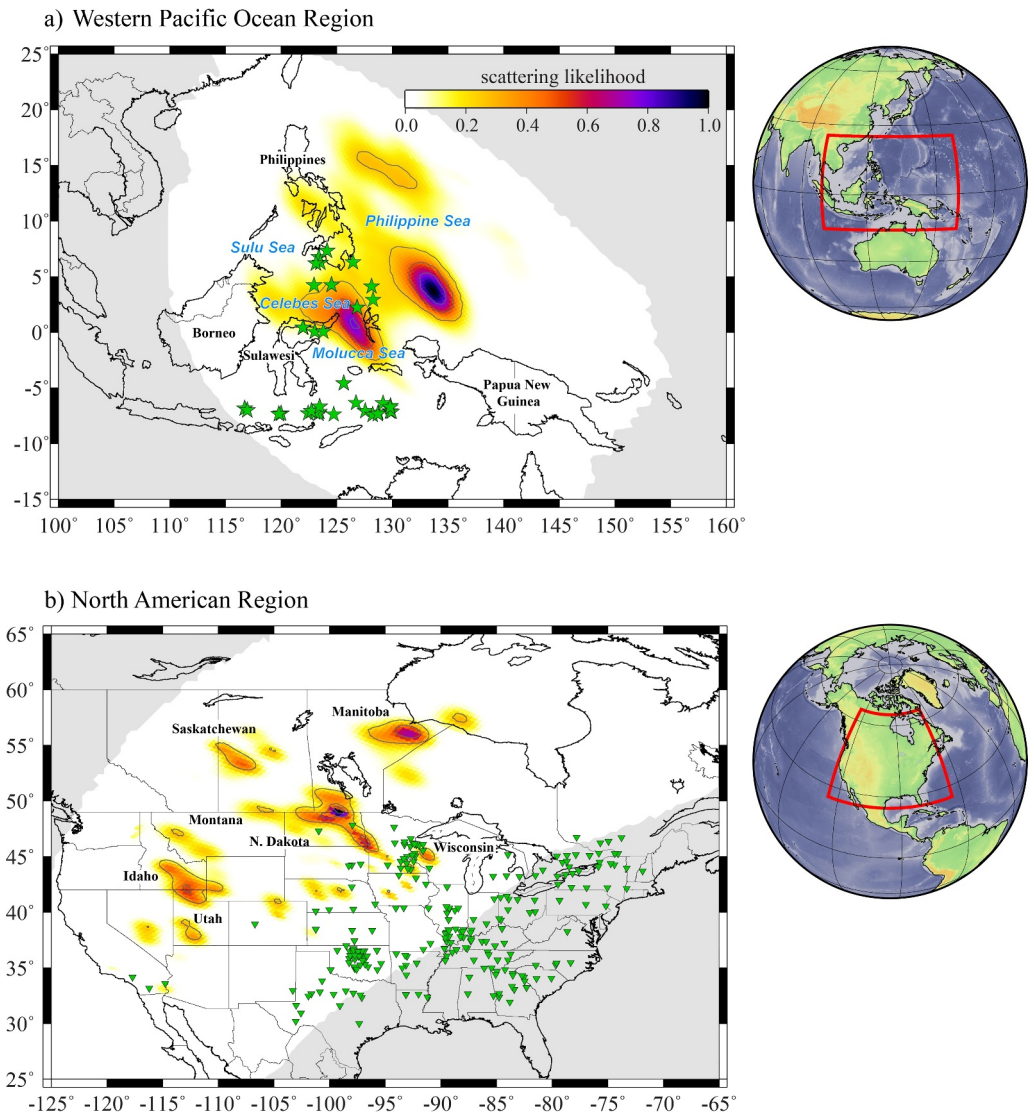 a) Western Pacific Ocean Region
25°
20°
15°
10°
5°
0°
-5°
-10°
-15°
scattering likelihood
0.0 0.2 0.4 0.6 0.8 1.0
Philippines
Philippine Sea
Sulu Sea
Celebes Sea
Borneo
Sulawesi
Molucca Sea
Papua New
Guinea
100° 105° 110° 115° 120° 125° 130° 135° 140° 145° 150° 155° 160°
b) North American Region
65°
60°
55°
50°
45°
40°
35°
30°
25°
Manitoba
Saskatchewan
Montana
N. Dakota
Wisconsin
Idaho
Utah
-125° -120° -115° -110° -105° -100° -95° -90° -85° -80° -75° -70° -65°